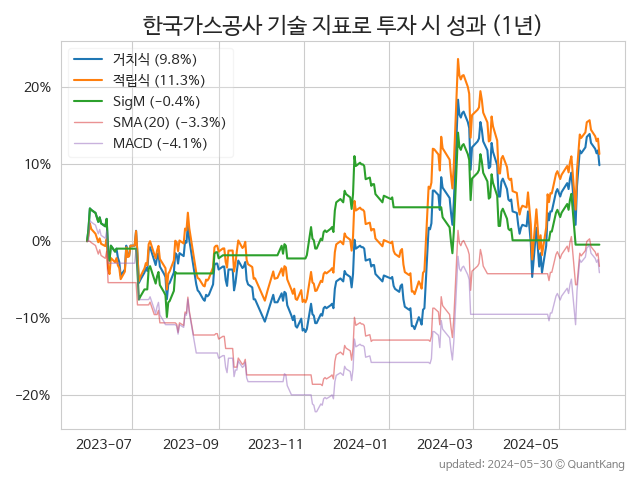 한국가스공사 기술 지표로 투자 시 성과 (1년)
거치식 (9.8%)
적립식 (11.3%)
SigM (−0.4%)
SMA(20) (−3.3%)
MACD (−4.1%)
20%
10%
0%
−10%
−20%
2023-07 2023-09 2023-11 2024-01 2024-03 2024-05
updated: 2024-05-30 ⓒ QuantKang